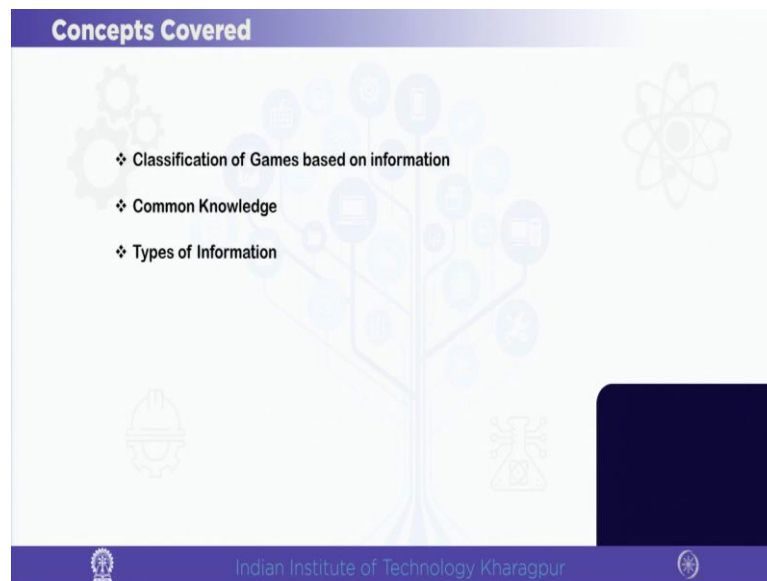 Concepts Covered
❖ Classification of Games based on information
❖ Common Knowledge
❖ Types of Information
Indian Institute of Technology Kharagpur